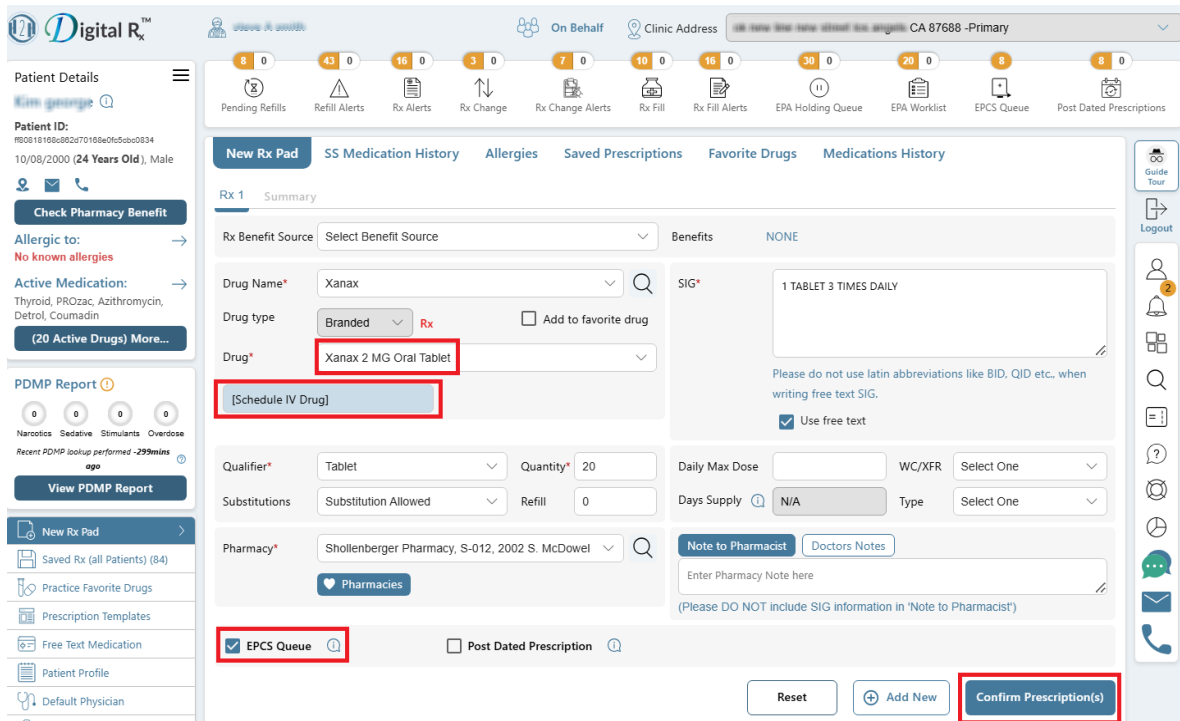 Digital Rx™
On Behalf
Clinic Address
CA 87688 -Primary
Patient Details
Patient ID:
10/08/2000 (24 Years Old), Male
Check Pharmacy Benefit
Allergic to:
No known allergies
Active Medication:
Thyroid, PROzac, Azithromycin,
Detrol, Coumadin
(20 Active Drugs) More...
PDMP Report
0 0 0 0
Narcotics Sedative Stimulants Overdose
Recent PDMP lookup performed -299mins
ago
View PDMP Report
New Rx Pad
Saved Rx (all Patients) (84)
Practice Favorite Drugs
Prescription Templates
Free Text Medication
Patient Profile
Default Physician
8 0 43 0 16 0 3 0 7 0 10 0 16 0 30 0 20 0 8 8 0
Pending Refills Refill Alerts Rx Alerts Rx Change Rx Change Alerts Rx Fill Rx Fill Alerts EPA Holding Queue EPA Worklist EPCS Queue Post Dated Prescriptions
New Rx Pad SS Medication History Allergies Saved Prescriptions Favorite Drugs Medications History
Rx 1 Summary
Rx Benefit Source Select Benefit Source Benefits NONE
Drug Name* Xanax
Drug type Branded Rx Add to favorite drug
Drug* Xanax 2 MG Oral Tablet
[Schedule IV Drug]
SIG* 1 TABLET 3 TIMES DAILY
Please do not use latin abbreviations like BID, QID etc., when
writing free text SIG.
Use free text
Qualifier* Tablet Quantity* 20 Daily Max Dose WC/XFR Select One
Substitutions Substitution Allowed Refill 0 Days Supply N/A Type Select One
Pharmacy* Shollenberger Pharmacy, S-012, 2002 S. McDowel
Pharmacies
Note to Pharmacist Doctors Notes
Enter Pharmacy Note here
(Please DO NOT include SIG information in 'Note to Pharmacist')
EPCS Queue Post Dated Prescription
Reset Add New Confirm Prescription(s)
Guide
Tour
Logout
2